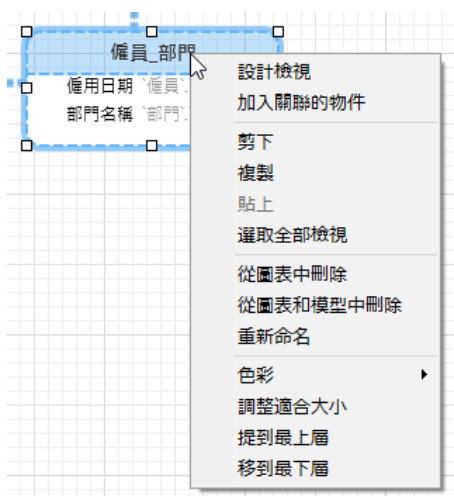 僱員_部門
僱用日期 `僱員`.
部門名稱 `部門`.
設計檢視
加入關聯的物件
剪下
複製
貼上
選取全部檢視
從圖表中刪除
從圖表和模型中刪除
重新命名
色彩
調整適合大小
提到最上層
移到最下層